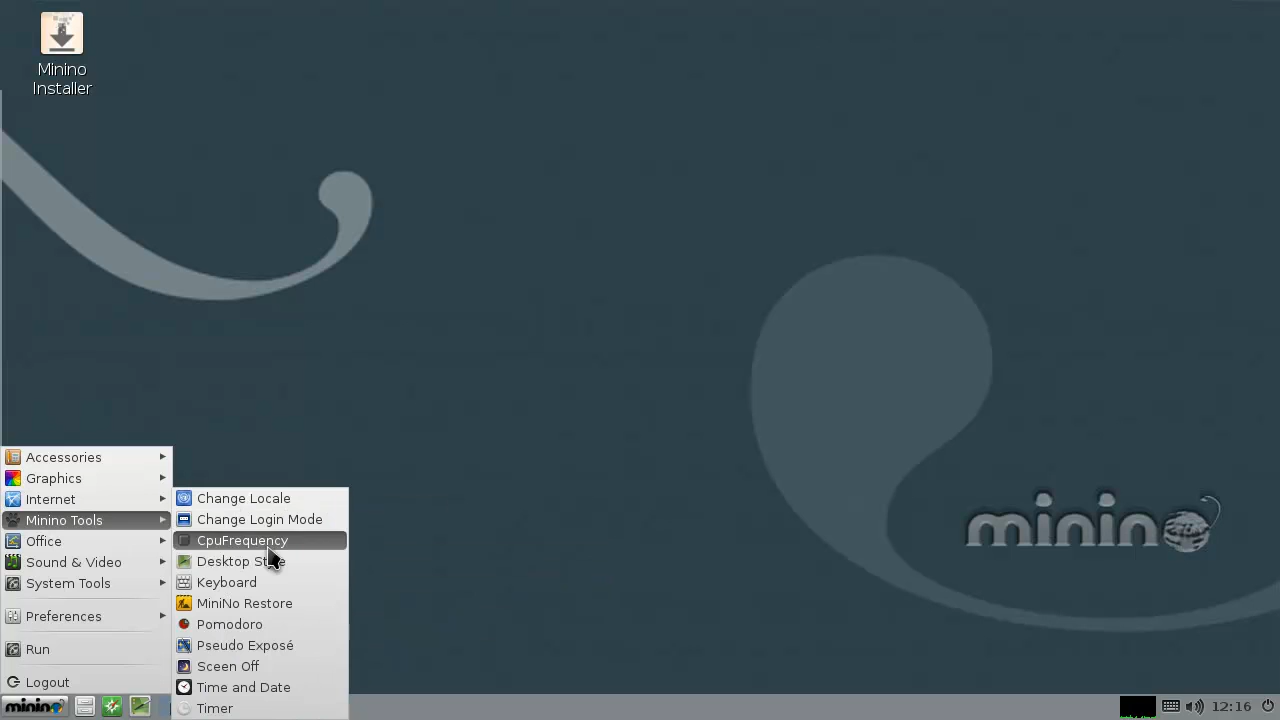 Minino
Installer
minino
Accessories
Graphics
Internet
Minino Tools
Office
Sound & Video
System Tools
Preferences
Run
Logout
Change Locale
Change Login Mode
CpuFrequency
Desktop
Keyboard
MiniNo Restore
Pomodoro
Pseudo Exposé
Sceen Off
Time and Date
Timer
minino
12:16